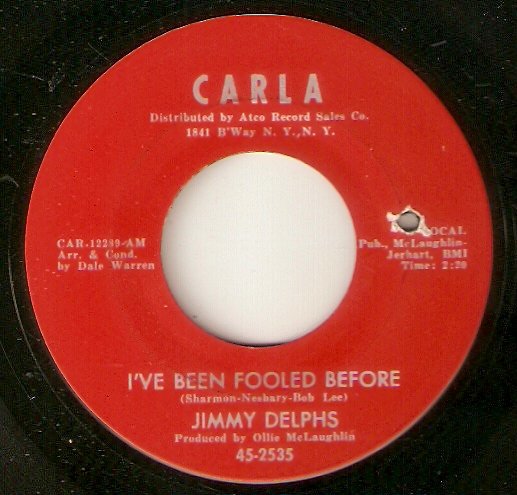 CARLA
Distributed by Atco Record Sales Co.
1841 B'Way N. Y., N. Y.
CAR-12289-AM
Arr. & Cond.
by Dale Warren
OCAL
Pub., McLaughlin-
Jerhart, BMI
Time: 2:20
I'VE BEEN FOOLED BEFORE
(Sharmon-Nesbary-Bob Lee)
JIMMY DELPHS
Produced by Ollie McLaughlin
45-2535